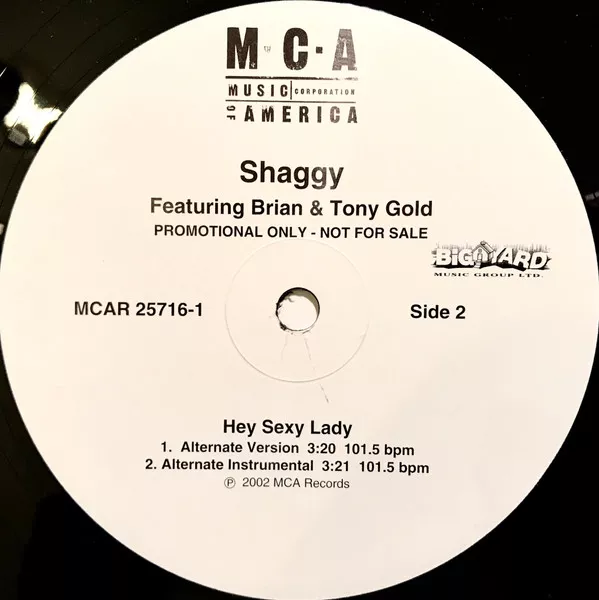 M·C·A
MUSIC CORPORATION
OF AMERICA
Shaggy
Featuring Brian & Tony Gold
PROMOTIONAL ONLY - NOT FOR SALE
BIG YARD
MUSIC GROUP LTD.
MCAR 25716-1
Side 2
Hey Sexy Lady
1. Alternate Version 3:20 101.5 bpm
2. Alternate Instrumental 3:21 101.5 bpm
℗ 2002 MCA Records